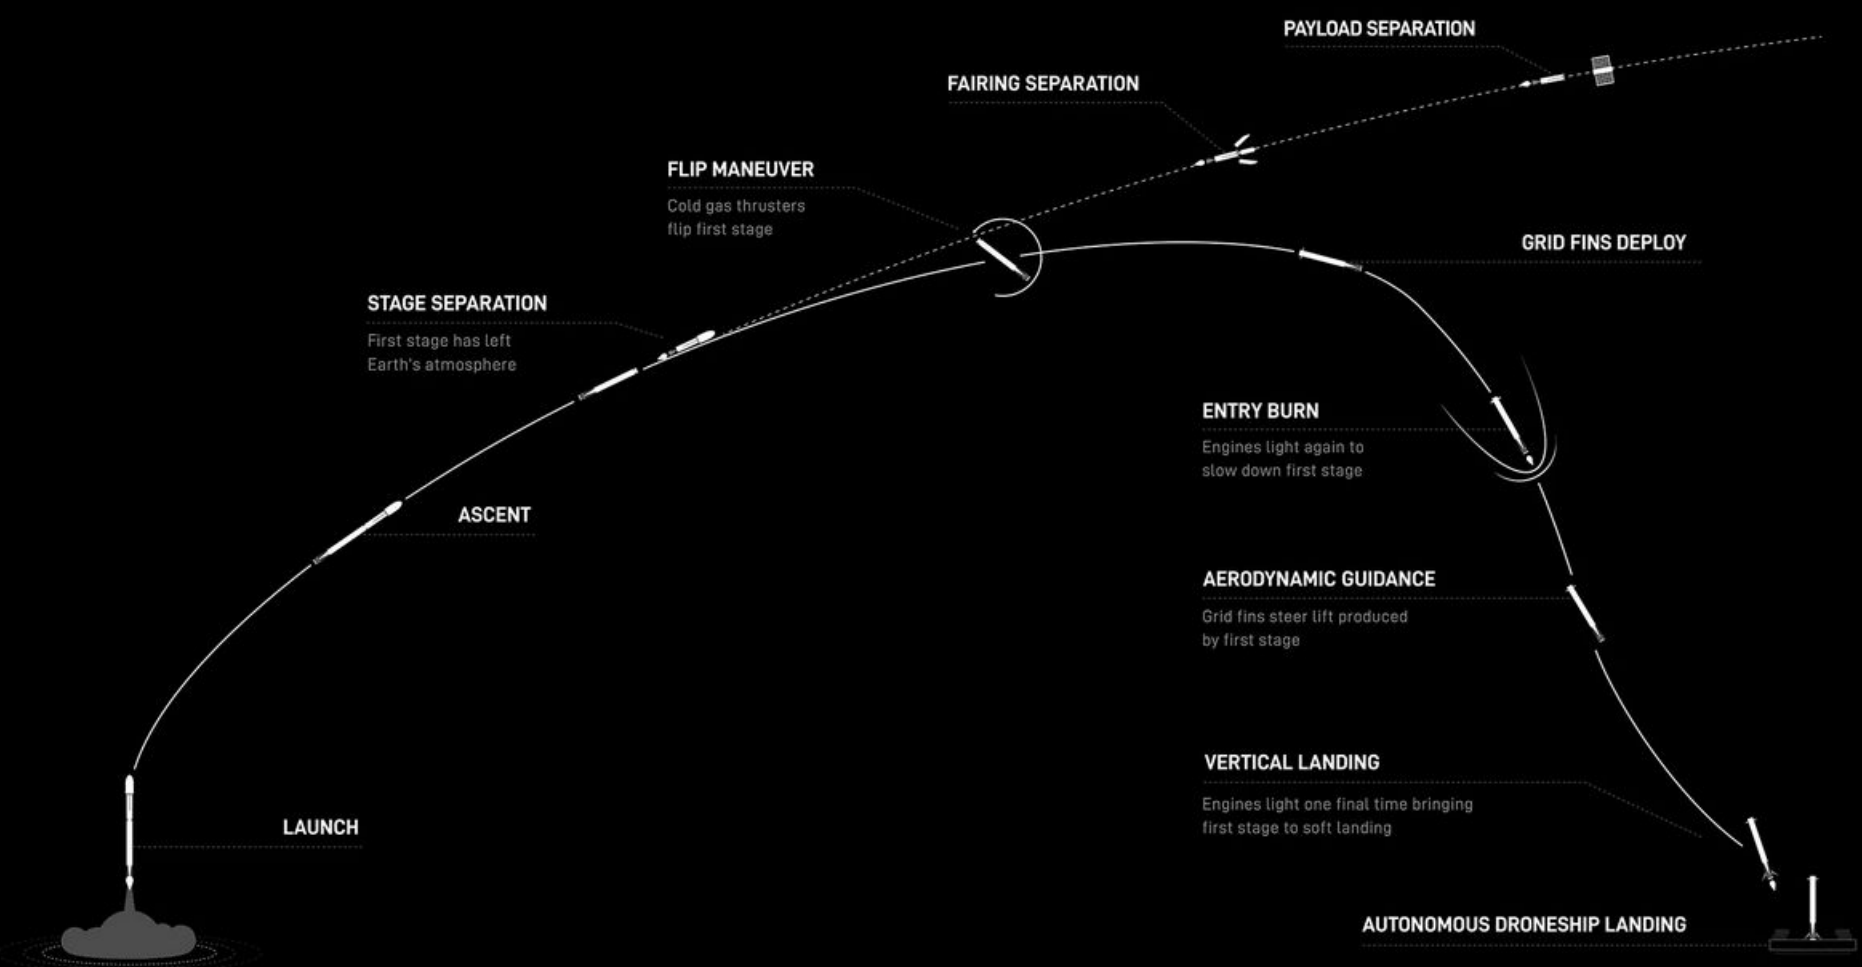 PAYLOAD SEPARATION
FAIRING SEPARATION
FLIP MANEUVER
Cold gas thrusters
flip first stage
GRID FINS DEPLOY
STAGE SEPARATION
First stage has left
Earth's atmosphere
ENTRY BURN
Engines light again to
slow down first stage
ASCENT
AERODYNAMIC GUIDANCE
Grid fins steer lift produced
by first stage
VERTICAL LANDING
Engines light one final time bringing
first stage to soft landing
LAUNCH
AUTONOMOUS DRONESHIP LANDING